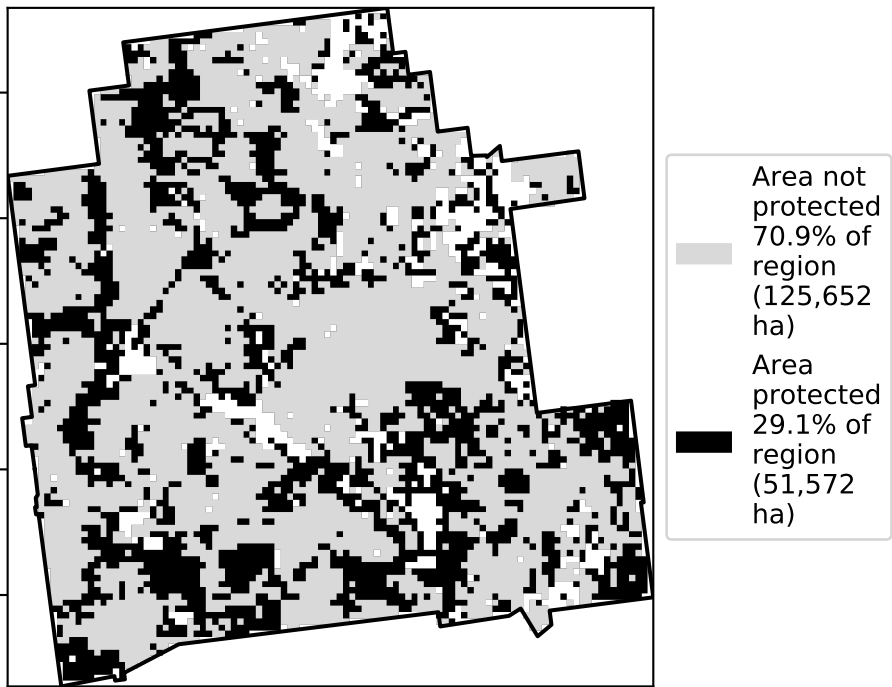 Area not
protected
70.9% of
region
(125,652
ha)
Area
protected
29.1% of
region
(51,572
ha)